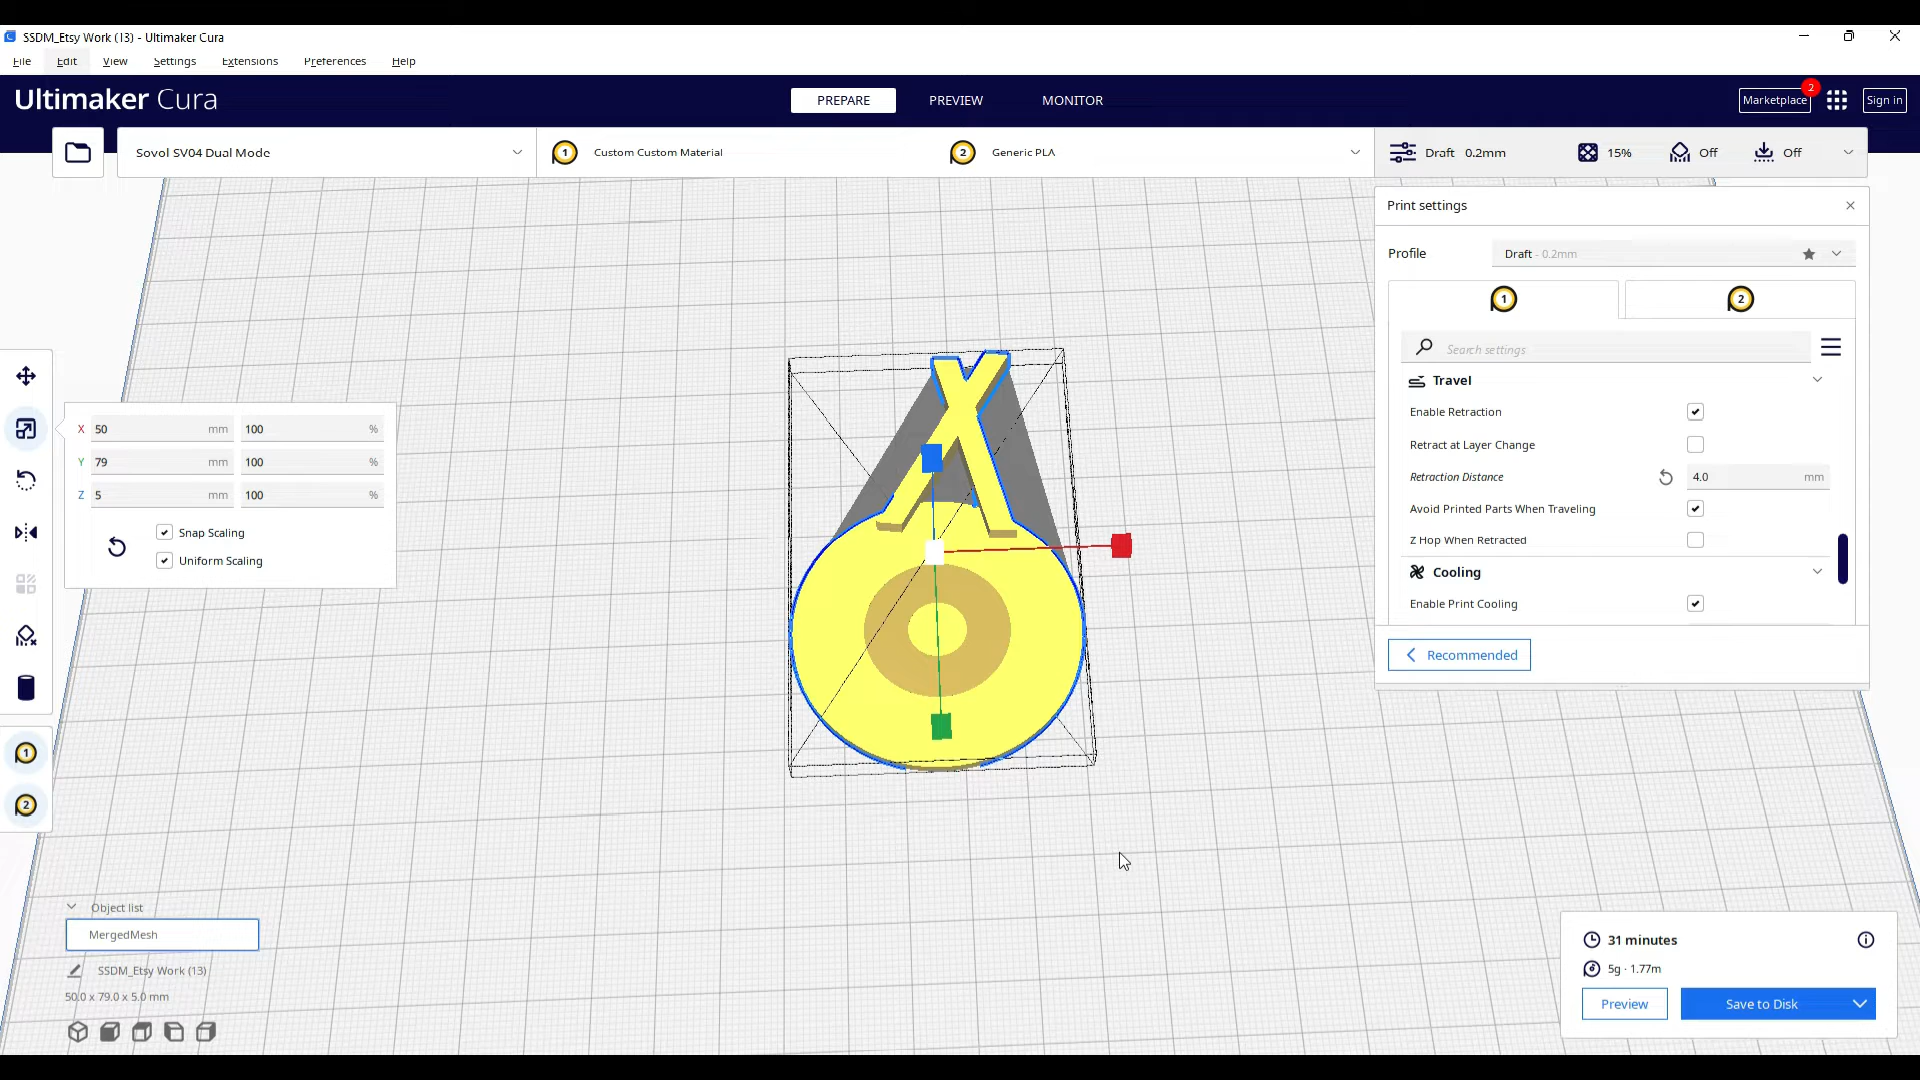 SSDM_Etsy Work (13) - Ultimaker Cura
File Edit View Settings Extensions Preferences Help
Ultimaker Cura
PREPARE PREVIEW MONITOR
Marketplace 2 Sign in
Sovol SV04 Dual Mode
1 Custom Custom Material
2 Generic PLA
Draft 0.2mm 15% Off Off
Print settings
Profile Draft - 0.2mm
1 2
Search settings
Travel
Enable Retraction
Retract at Layer Change
Retraction Distance 4.0 mm
Avoid Printed Parts When Traveling
Z Hop When Retracted
Cooling
Enable Print Cooling
Recommended
X 50 mm 100 %
Y 79 mm 100 %
Z 5 mm 100 %
Snap Scaling
Uniform Scaling
1
2
Object list
MergedMesh
SSDM_Etsy Work (13)
50.0 x 79.0 x 5.0 mm
31 minutes
5g · 1.77m
Preview Save to Disk